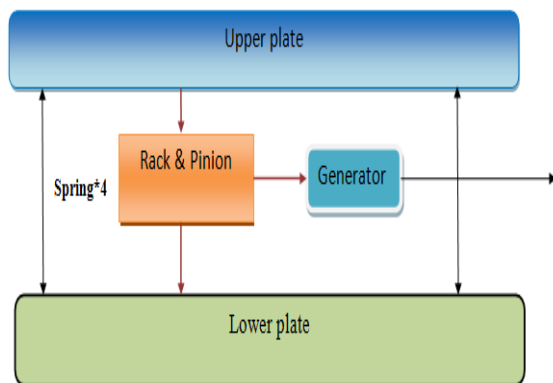 Upper plate
Rack & Pinion
Generator
Spring*4
Lower plate